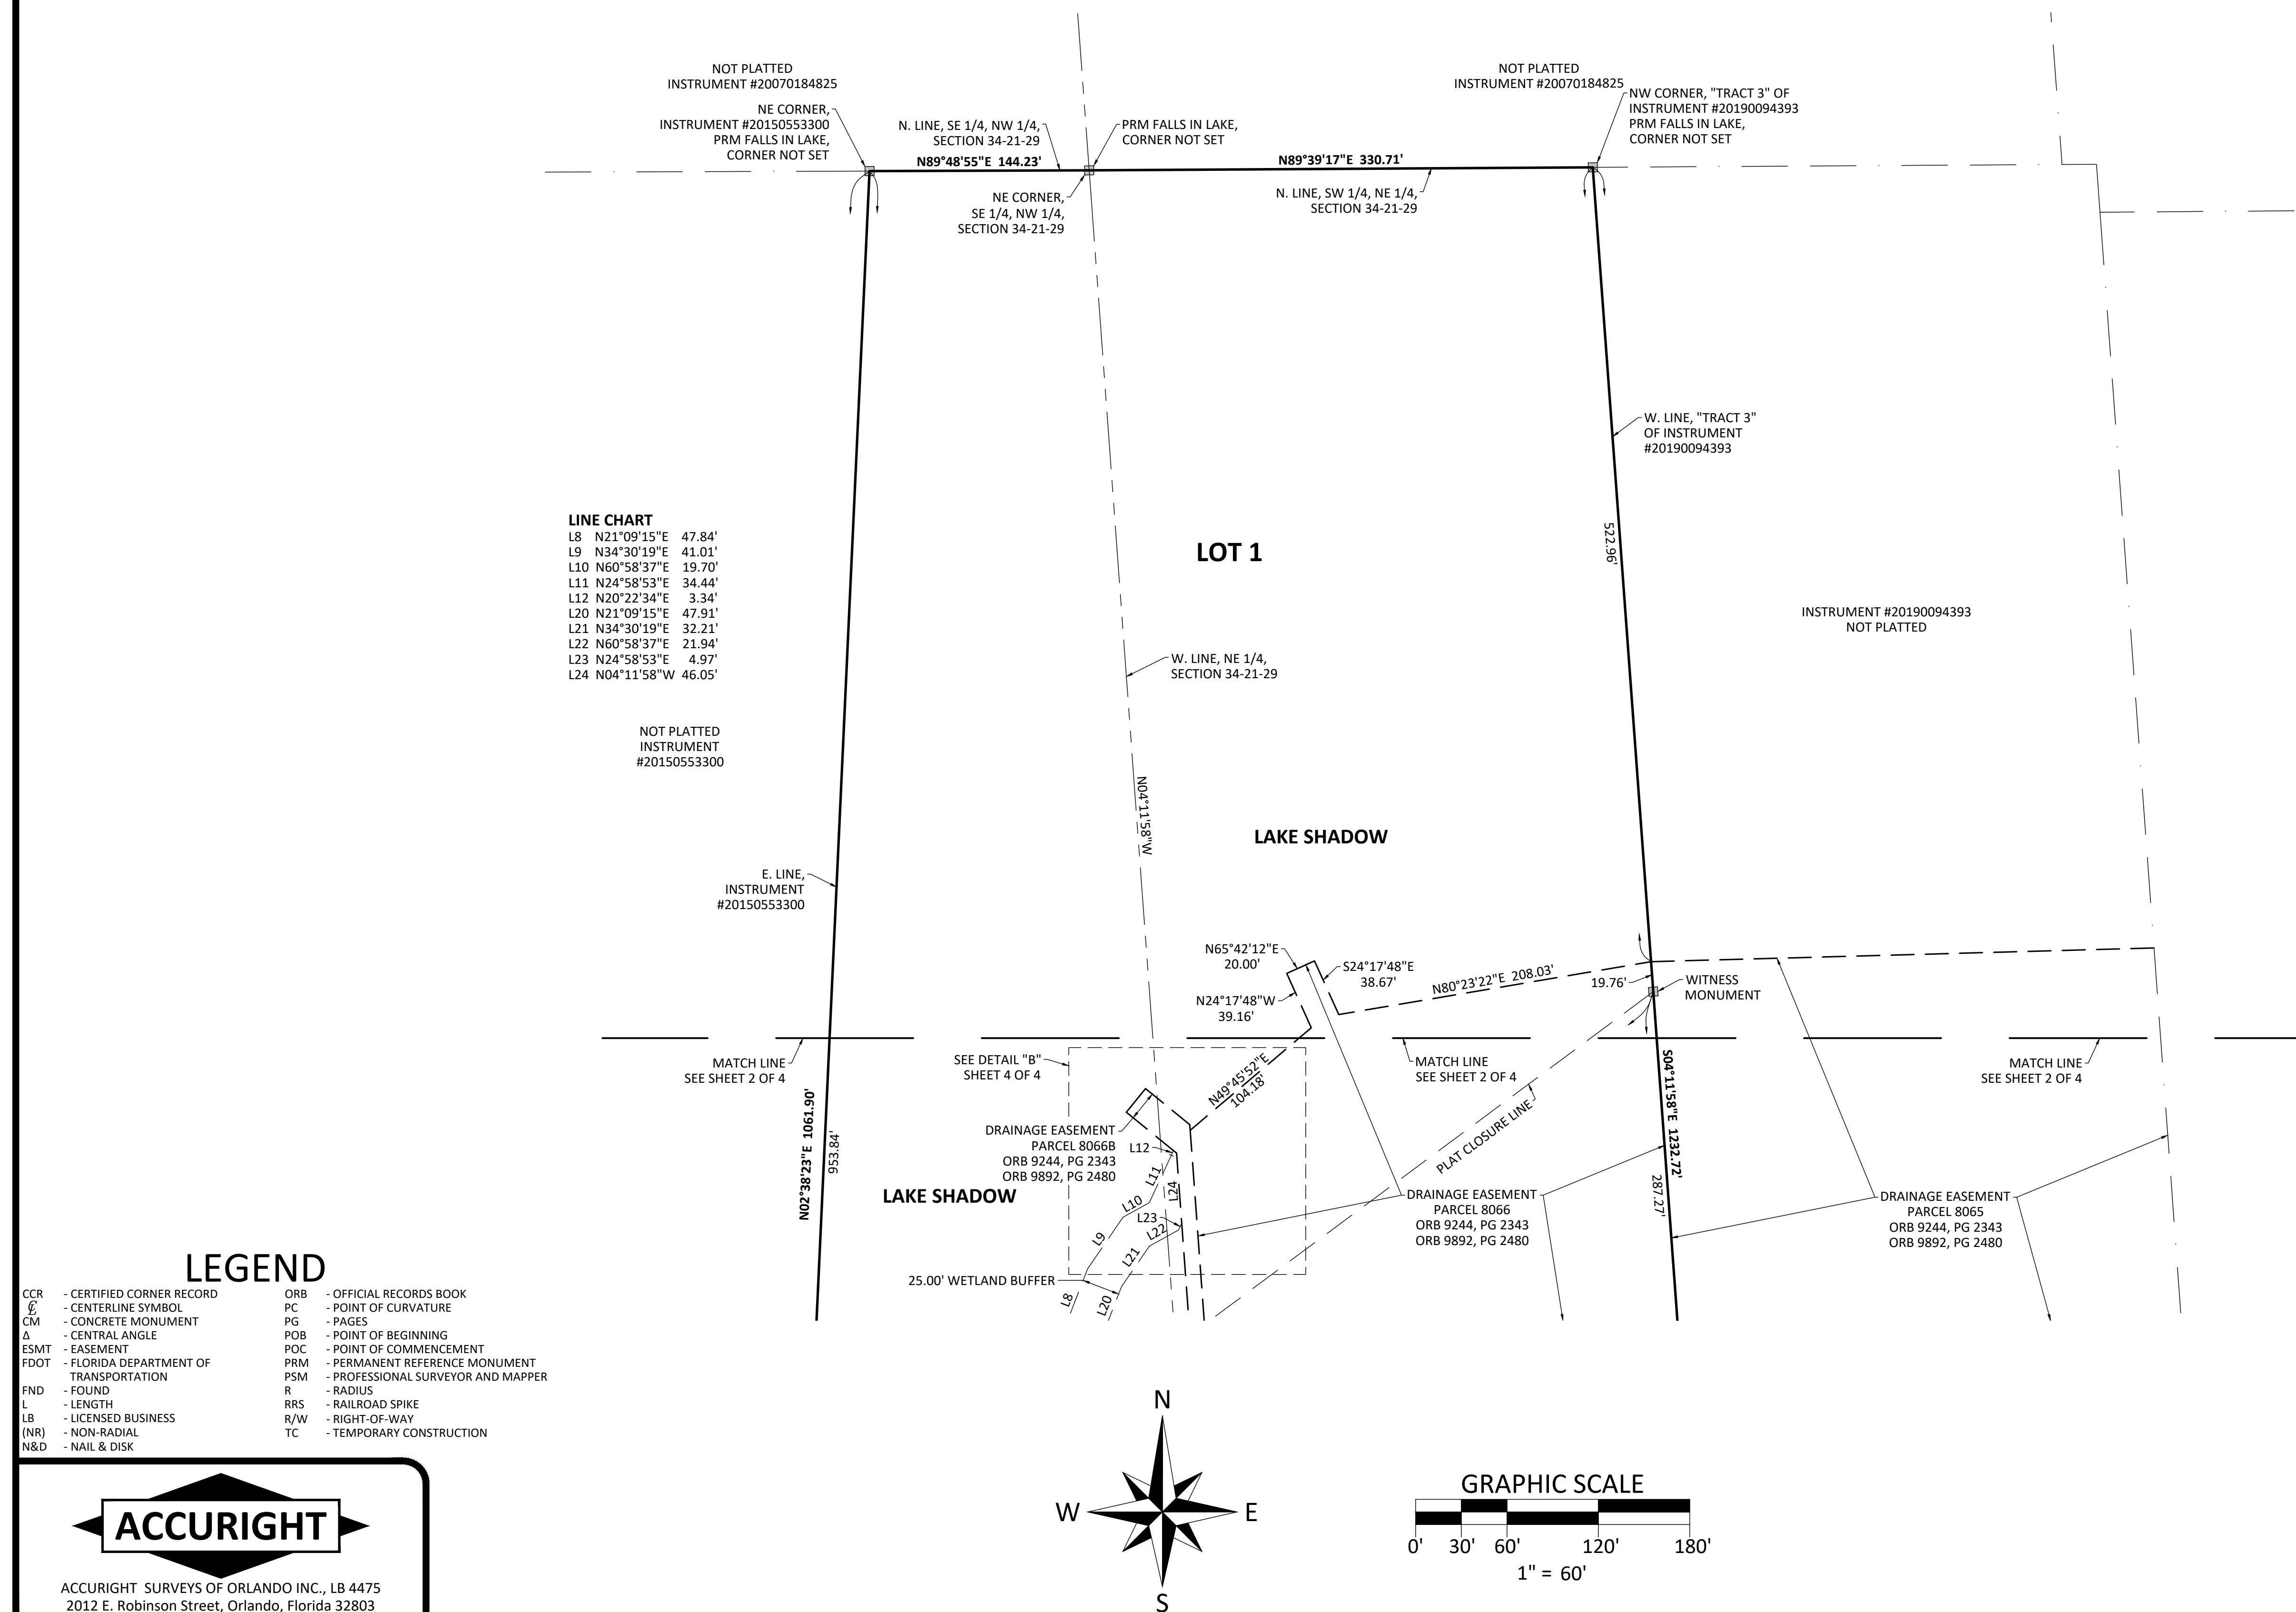 NOT PLATTED
INSTRUMENT #20070184825
NE CORNER,
INSTRUMENT #20150553300
PRM FALLS IN LAKE,
CORNER NOT SET
N. LINE, SE 1/4, NW 1/4,
SECTION 34-21-29
N89°48'55"E 144.23'
PRM FALLS IN LAKE,
CORNER NOT SET
NE CORNER,
SE 1/4, NW 1/4,
SECTION 34-21-29
NOT PLATTED
INSTRUMENT #20070184825
NW CORNER, "TRACT 3" OF
INSTRUMENT #20190094393
PRM FALLS IN LAKE,
CORNER NOT SET
N89°39'17"E 330.71'
N. LINE, SW 1/4, NE 1/4,
SECTION 34-21-29
W. LINE, "TRACT 3"
OF INSTRUMENT
#20190094393
LINE CHART
L8 N21°09'15"E 47.84'
L9 N34°30'19"E 41.01'
L10 N60°58'37"E 19.70'
L11 N24°58'53"E 34.44'
L12 N20°22'34"E 3.34'
L20 N21°09'15"E 47.91'
L21 N34°30'19"E 32.21'
L22 N60°58'37"E 21.94'
L23 N24°58'53"E 4.97'
L24 N04°11'58"W 46.05'
LOT 1
522.96'
INSTRUMENT #20190094393
NOT PLATTED
W. LINE, NE 1/4,
SECTION 34-21-29
NOT PLATTED
INSTRUMENT
#20150553300
N04°11'58"W
LAKE SHADOW
E. LINE,
INSTRUMENT
#20150553300
N65°42'12"E
20.00'
S24°17'48"E
38.67'
N80°23'22"E 208.03'
19.76'
WITNESS
MONUMENT
N24°17'48"W
39.16'
MATCH LINE
SEE SHEET 2 OF 4
SEE DETAIL "B"
SHEET 4 OF 4
N49°45'52"E
104.18'
MATCH LINE
SEE SHEET 2 OF 4
MATCH LINE
SEE SHEET 2 OF 4
N02°38'23"E 1061.90'
953.84'
DRAINAGE EASEMENT
PARCEL 8066B
ORB 9244, PG 2343
ORB 9892, PG 2480
L12
L11
L24
L10
L23
L22
L9
L21
L8
L20
PLAT CLOSURE LINE
S04°11'58"E 1232.72'
287.27'
LAKE SHADOW
DRAINAGE EASEMENT
PARCEL 8066
ORB 9244, PG 2343
ORB 9892, PG 2480
DRAINAGE EASEMENT
PARCEL 8065
ORB 9244, PG 2343
ORB 9892, PG 2480
25.00' WETLAND BUFFER
LEGEND
CCR - CERTIFIED CORNER RECORD
℄ - CENTERLINE SYMBOL
CM - CONCRETE MONUMENT
Δ - CENTRAL ANGLE
ESMT - EASEMENT
FDOT - FLORIDA DEPARTMENT OF
TRANSPORTATION
FND - FOUND
L - LENGTH
LB - LICENSED BUSINESS
(NR) - NON-RADIAL
N&D - NAIL & DISK
ORB - OFFICIAL RECORDS BOOK
PC - POINT OF CURVATURE
PG - PAGES
POB - POINT OF BEGINNING
POC - POINT OF COMMENCEMENT
PRM - PERMANENT REFERENCE MONUMENT
PSM - PROFESSIONAL SURVEYOR AND MAPPER
R - RADIUS
RRS - RAILROAD SPIKE
R/W - RIGHT-OF-WAY
TC - TEMPORARY CONSTRUCTION
N
W
E
S
GRAPHIC SCALE
0' 30' 60' 120' 180'
1" = 60'
ACCURIGHT
ACCURIGHT SURVEYS OF ORLANDO INC., LB 4475
2012 E. Robinson Street, Orlando, Florida 32803